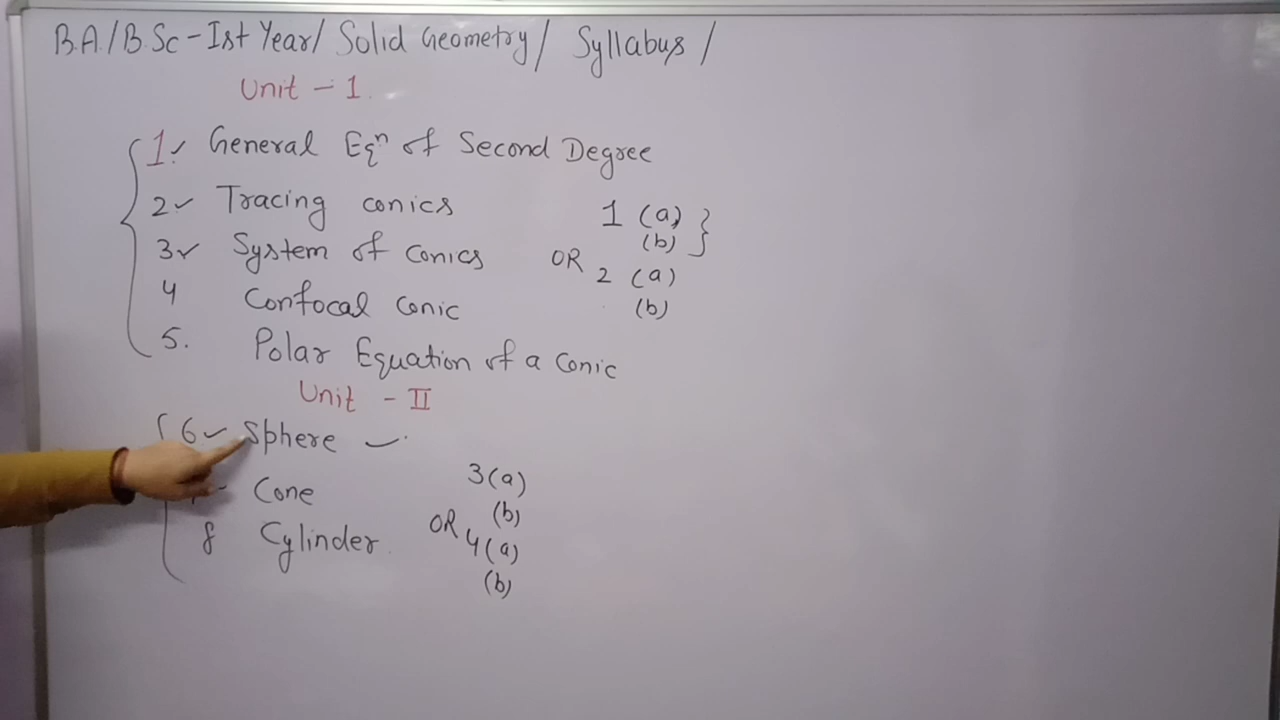 B.A./B.Sc - Ist Year/ Solid Geometry/ Syllabus /
Unit - 1.
1.✓ General Eqⁿ of Second Degree
2✓ Tracing conics
3✓ System of Conics
4 Confocal Conic
5. Polar Equation of a Conic
1 (a)
(b)
OR 2 (a)
(b)
Unit - II
6✓ Sphere ✓
Cone
8 Cylinder
3(a)
(b)
OR 4(a)
(b)